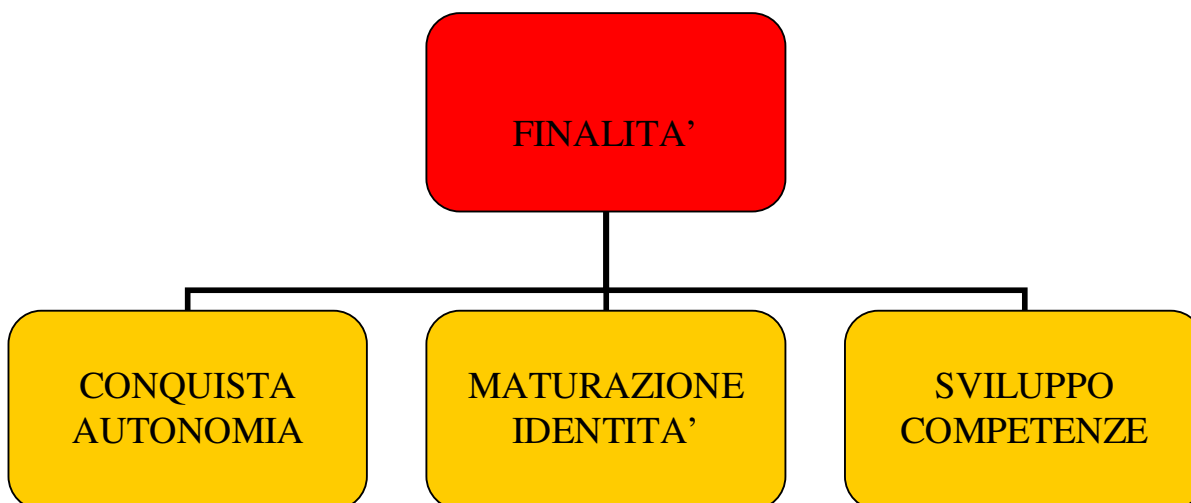 FINALITA’
CONQUISTA
AUTONOMIA
MATURAZIONE
IDENTITA’
SVILUPPO
COMPETENZE